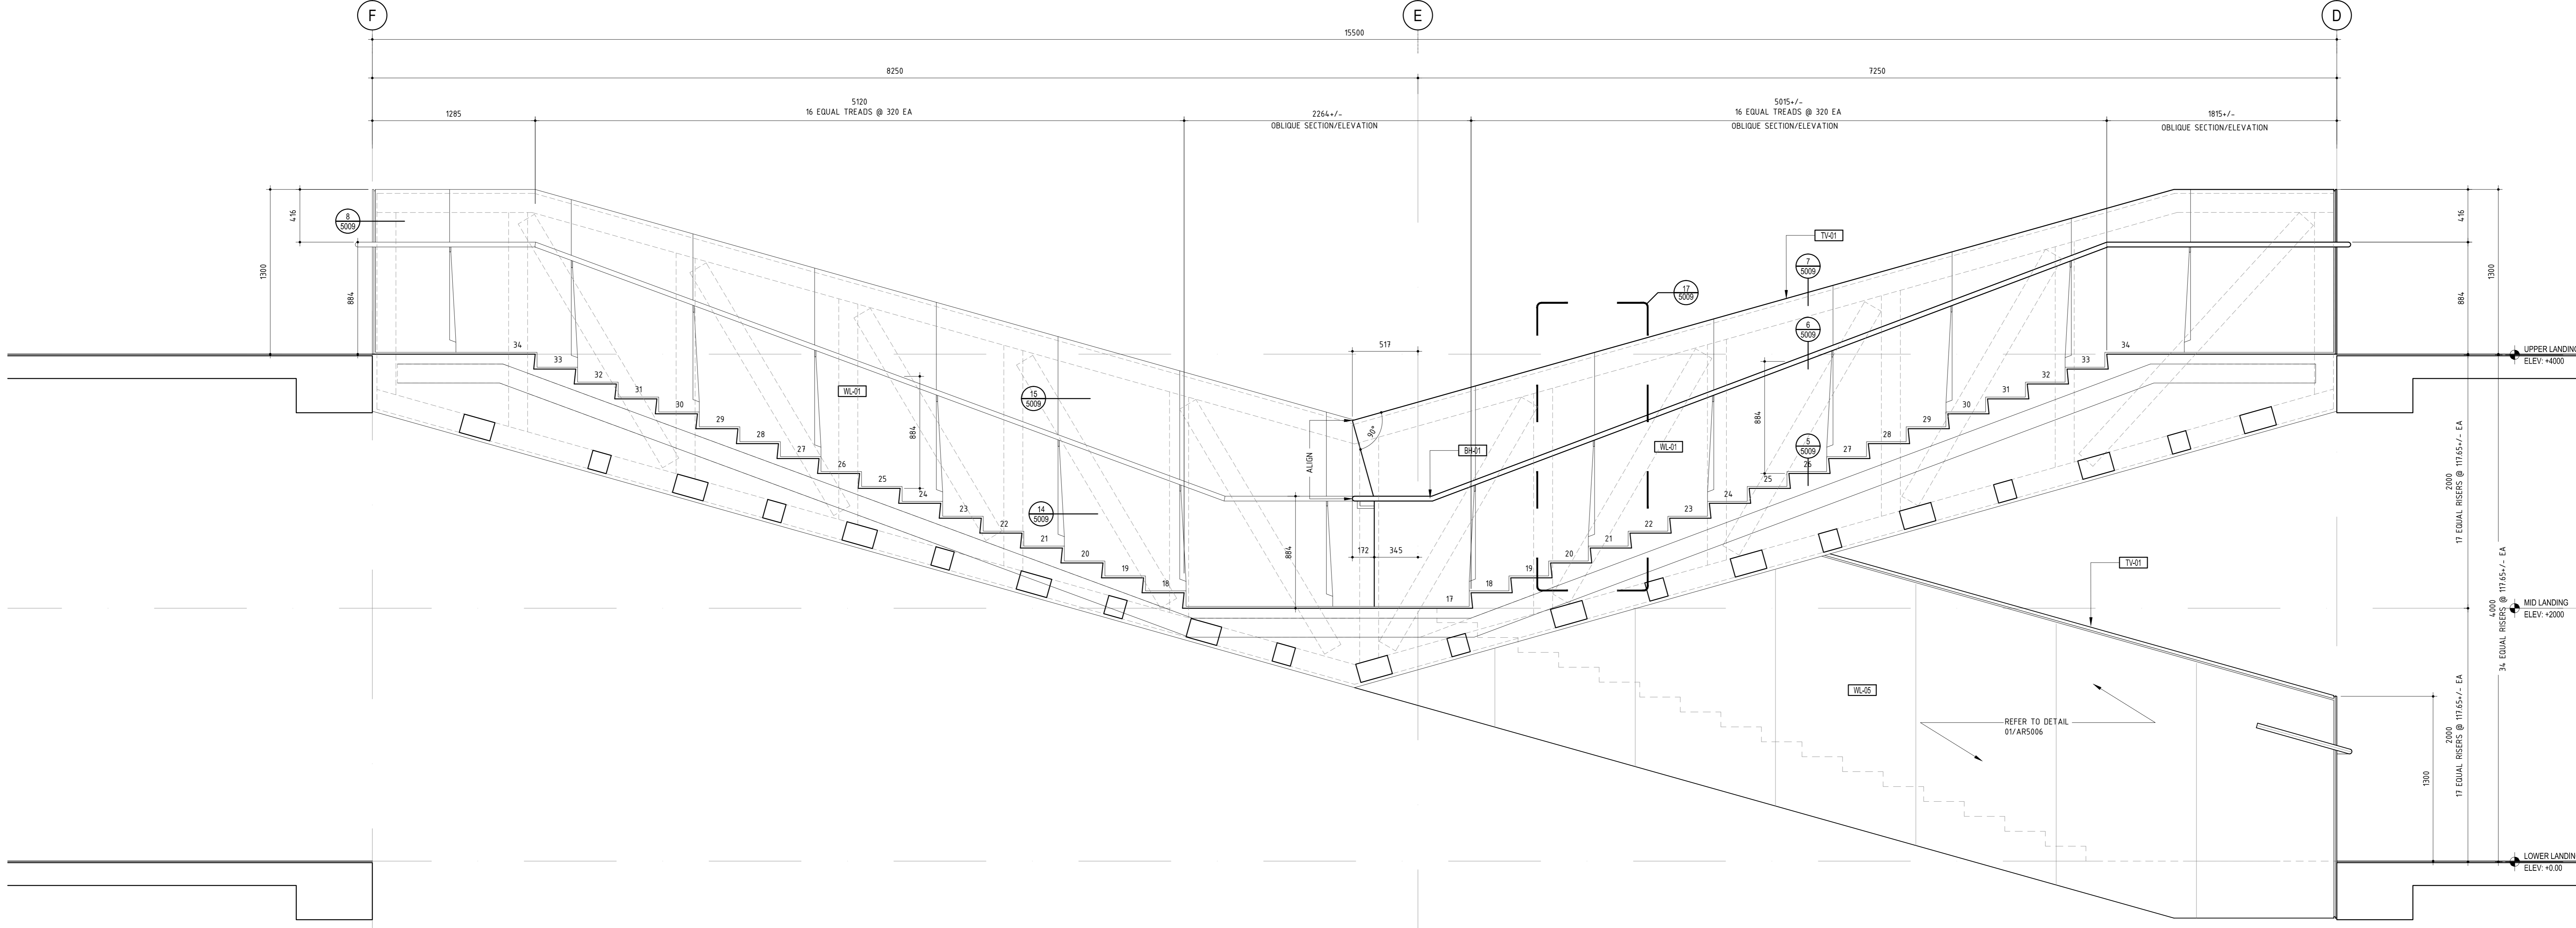 F
E
D
15500
8250
7250
5120
16 EQUAL TREADS @ 320 EA
5015+/-
16 EQUAL TREADS @ 320 EA
OBLIQUE SECTION/ELEVATION
1285
2264+/-
OBLIQUE SECTION/ELEVATION
1815+/-
OBLIQUE SECTION/ELEVATION
1300
416
884
8
5009
34
33
32
31
30
29
28
27
26
25
24
23
22
21
20
19
18
17
WL-01
884
15
5009
14
5009
ALIGN
884
517
90°
172
345
BH-01
TV-01
17
5009
7
5009
6
5009
5
5009
884
WL-01
18
19
20
21
22
23
24
25
26
27
28
29
30
31
32
33
34
416
884
1300
UPPER LANDING
ELEV: +4000
2000
17 EQUAL RISERS @ 117.65+/- EA
4000
34 EQUAL RISERS @ 117.65+/- EA
MID LANDING
ELEV: +2000
TV-01
WL-05
REFER TO DETAIL
01/AR5006
2000
17 EQUAL RISERS @ 117.65+/- EA
1300
LOWER LANDIN
ELEV: +0.00